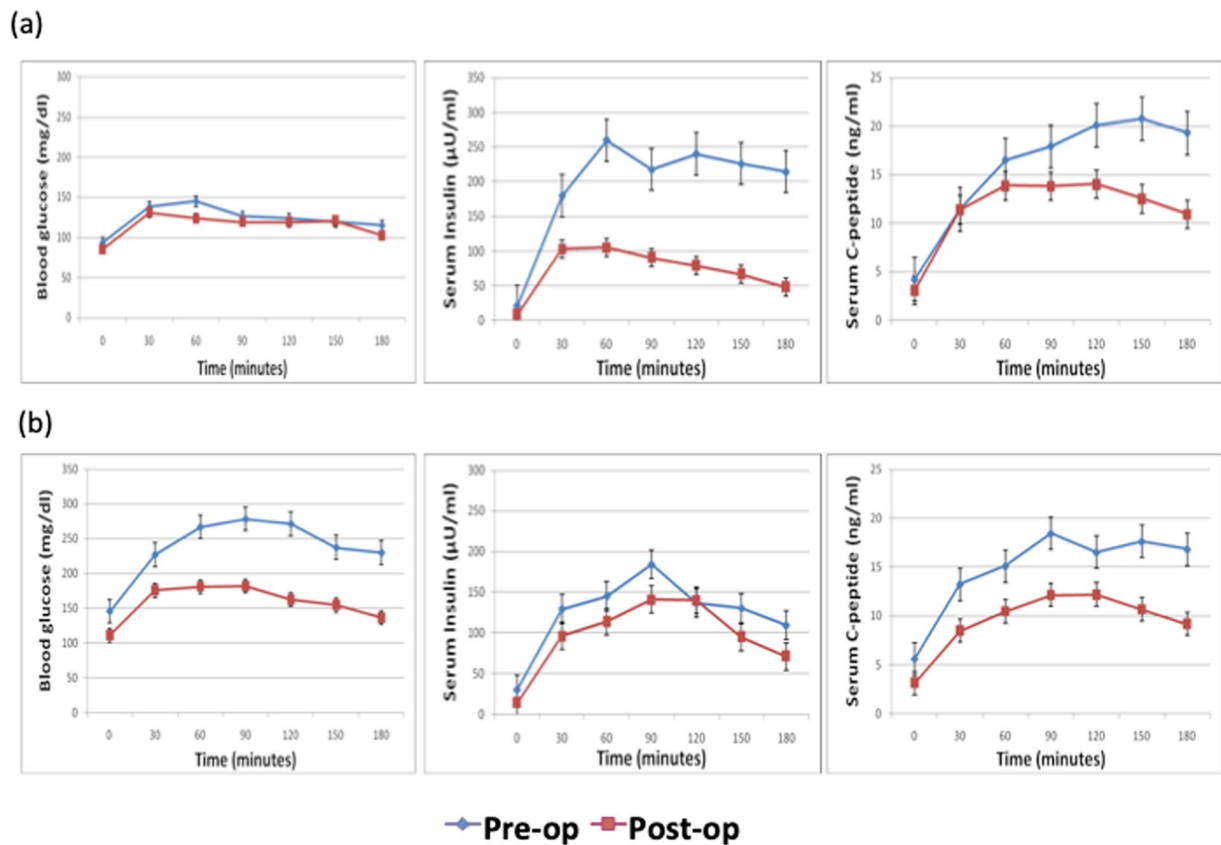 (a)
Blood glucose (mg/dl)
300
250
200
150
100
50
0
0 30 60 90 120 150 180
Time (minutes)
Serum Insulin (µU/ml)
350
300
250
200
150
100
50
0
0 30 60 90 120 150 180
Time (minutes)
Serum C-peptide (ng/ml)
25
20
15
10
5
0
0 30 60 90 120 150 180
Time (minutes)
(b)
Blood glucose (mg/dl)
350
300
250
200
150
100
50
0
0 30 60 90 120 150 180
Time (minutes)
Serum Insulin (µU/ml)
300
250
200
150
100
50
0
0 30 60 90 120 150 180
Time (minutes)
Serum C-peptide (ng/ml)
25
20
15
10
5
0
0 30 60 90 120 150 180
Time (minutes)
Pre-op Post-op